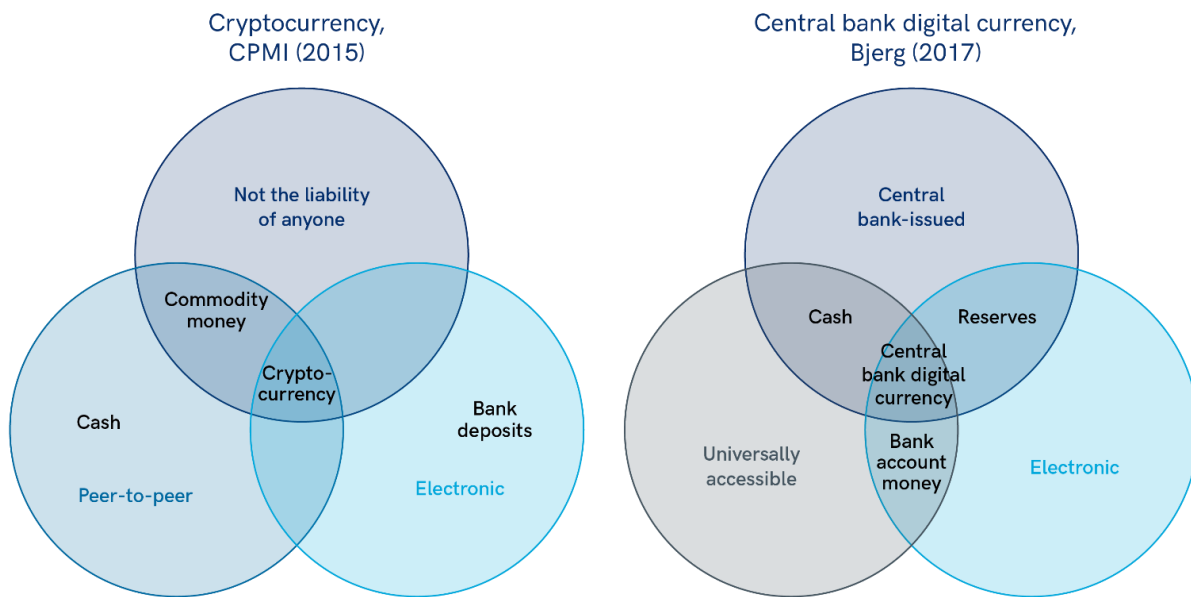 Cryptocurrency,
CPMI (2015)
Not the liability
of anyone
Commodity
money
Crypto-
currency
Cash
Bank
deposits
Peer-to-peer
Electronic
Central bank digital currency,
Bjerg (2017)
Central
bank-issued
Cash
Reserves
Central
bank digital
currency
Universally
accessible
Bank
account
money
Electronic